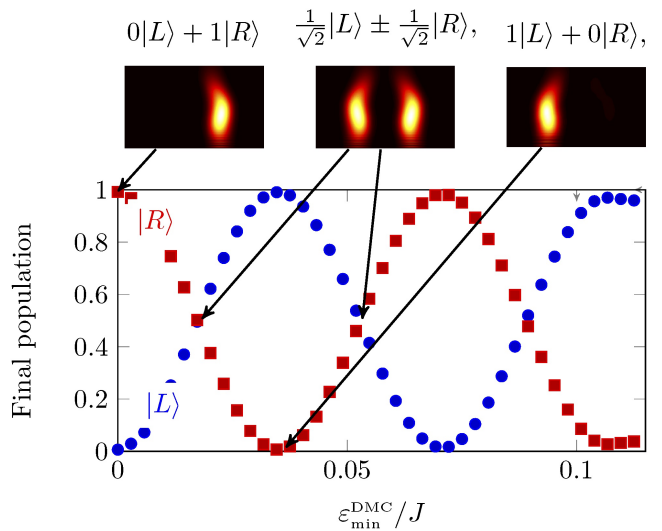 0|L⟩ + 1|R⟩ 1/√2|L⟩ ± 1/√2|R⟩, 1|L⟩ + 0|R⟩,
1
|R⟩
0.8
0.6
0.4
|L⟩
0.2
0
0 0.05 0.1
Final population
ε_min^DMC/J